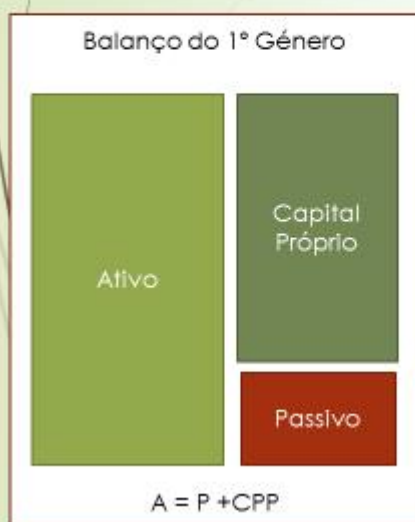 Balanço do 1º Género
Ativo
Capital
Próprio
Passivo
A = P +CPP